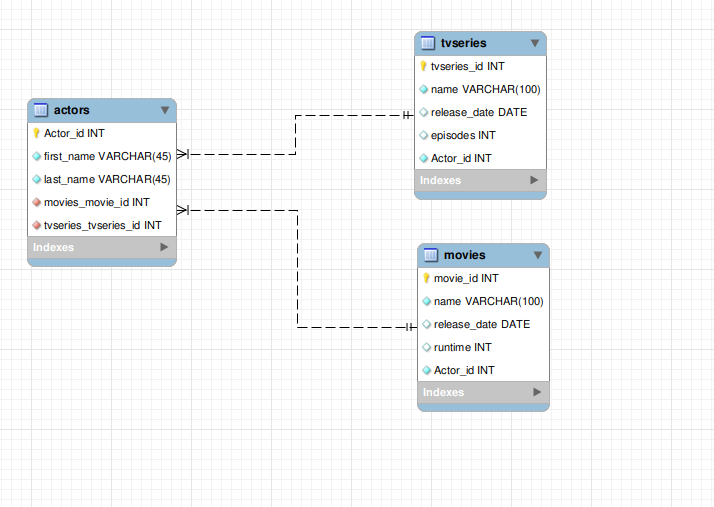 actors
Actor_id INT
first_name VARCHAR(45)
last_name VARCHAR(45)
movies_movie_id INT
tvseries_tvseries_id INT
Indexes
tvseries
tvseries_id INT
name VARCHAR(100)
release_date DATE
episodes INT
Actor_id INT
Indexes
movies
movie_id INT
name VARCHAR(100)
release_date DATE
runtime INT
Actor_id INT
Indexes